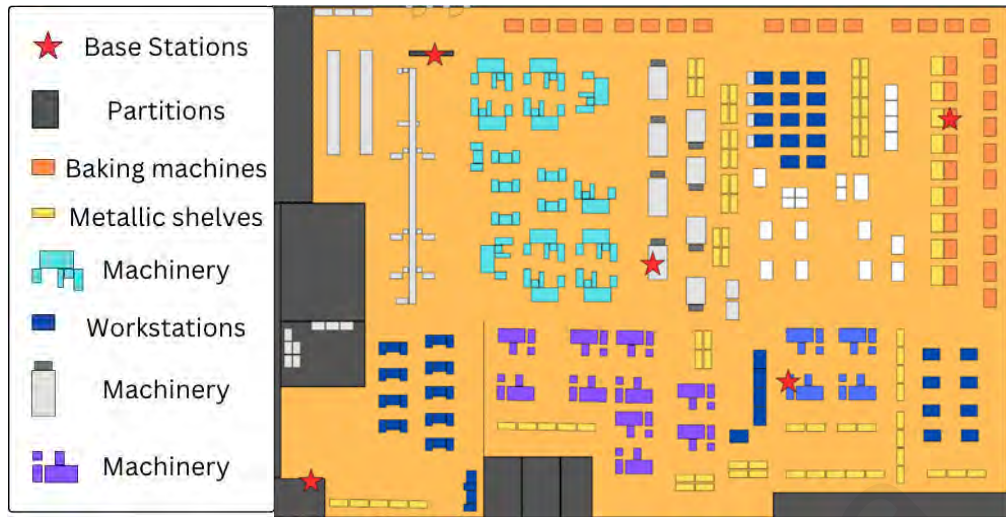 Base Stations
Partitions
Baking machines
Metallic shelves
Machinery
Workstations
Machinery
Machinery